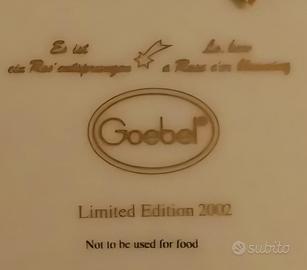 Es ist
ein Ros' entsprungen
Lo, how
a Rose e'er blooming
Goebel®
Limited Edition 2002
Not to be used for food
subito